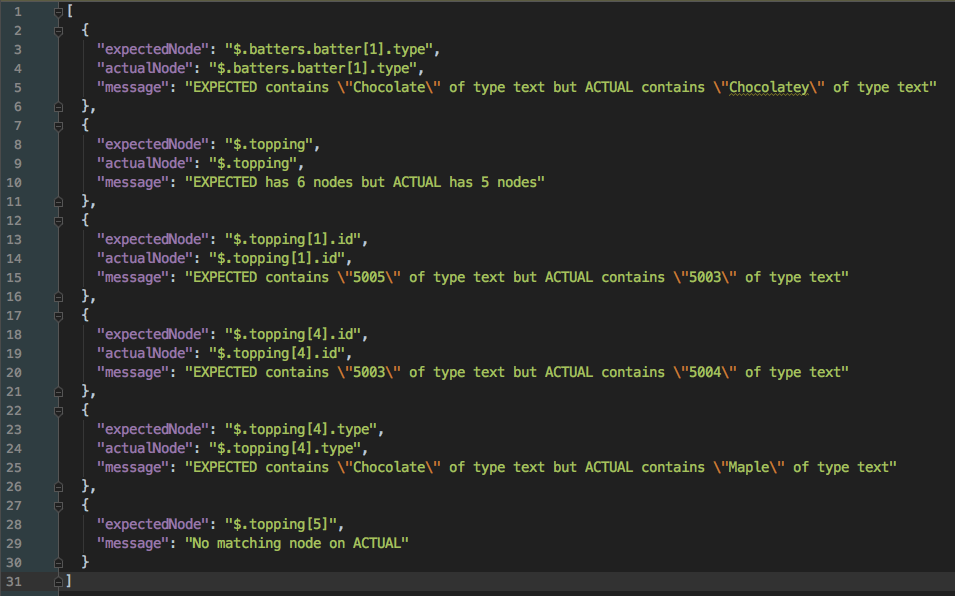 1 [
2 {
3 "expectedNode": "$.batters.batter[1].type",
4 "actualNode": "$.batters.batter[1].type",
5 "message": "EXPECTED contains \"Chocolate\" of type text but ACTUAL contains \"Chocolatey\" of type text"
6 },
7 {
8 "expectedNode": "$.topping",
9 "actualNode": "$.topping",
10 "message": "EXPECTED has 6 nodes but ACTUAL has 5 nodes"
11 },
12 {
13 "expectedNode": "$.topping[1].id",
14 "actualNode": "$.topping[1].id",
15 "message": "EXPECTED contains \"5005\" of type text but ACTUAL contains \"5003\" of type text"
16 },
17 {
18 "expectedNode": "$.topping[4].id",
19 "actualNode": "$.topping[4].id",
20 "message": "EXPECTED contains \"5003\" of type text but ACTUAL contains \"5004\" of type text"
21 },
22 {
23 "expectedNode": "$.topping[4].type",
24 "actualNode": "$.topping[4].type",
25 "message": "EXPECTED contains \"Chocolate\" of type text but ACTUAL contains \"Maple\" of type text"
26 },
27 {
28 "expectedNode": "$.topping[5]",
29 "message": "No matching node on ACTUAL"
30 }
31 ]